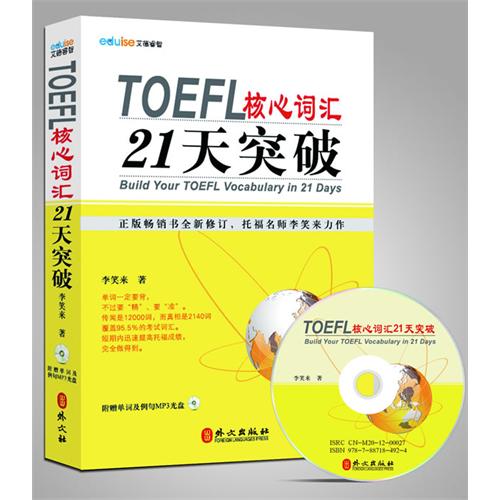 eduise
艾德睿智
TOEFL核心词汇
21天突破
Build Your TOEFL Vocabulary in 21 Days
正版畅销书全新修订，托福名师李笑来力作
李笑来 著
单词一定要背，
不过要“精”、要“准”。
传闻是12000词，而真相是2140词
覆盖95.5%的考试词汇。
短期内迅速提高托福成绩，
完全做得到。
附赠单词及例句MP3光盘
外文出版社
FOREIGN LANGUAGES PRESS
eduise
艾德睿智
TOEFL核心词汇21天突破
李笑来 著
附赠单词及
例句MP3光盘
外文出版社
TOEFL核心词汇21天突破
Build Your TOEFL Vocabulary in 21 Days
李笑来 著
ISRC CN-M20-12-00027
ISBN 978-7-88718-492-4
外文出版社
FOREIGN LANGUAGES PRESS